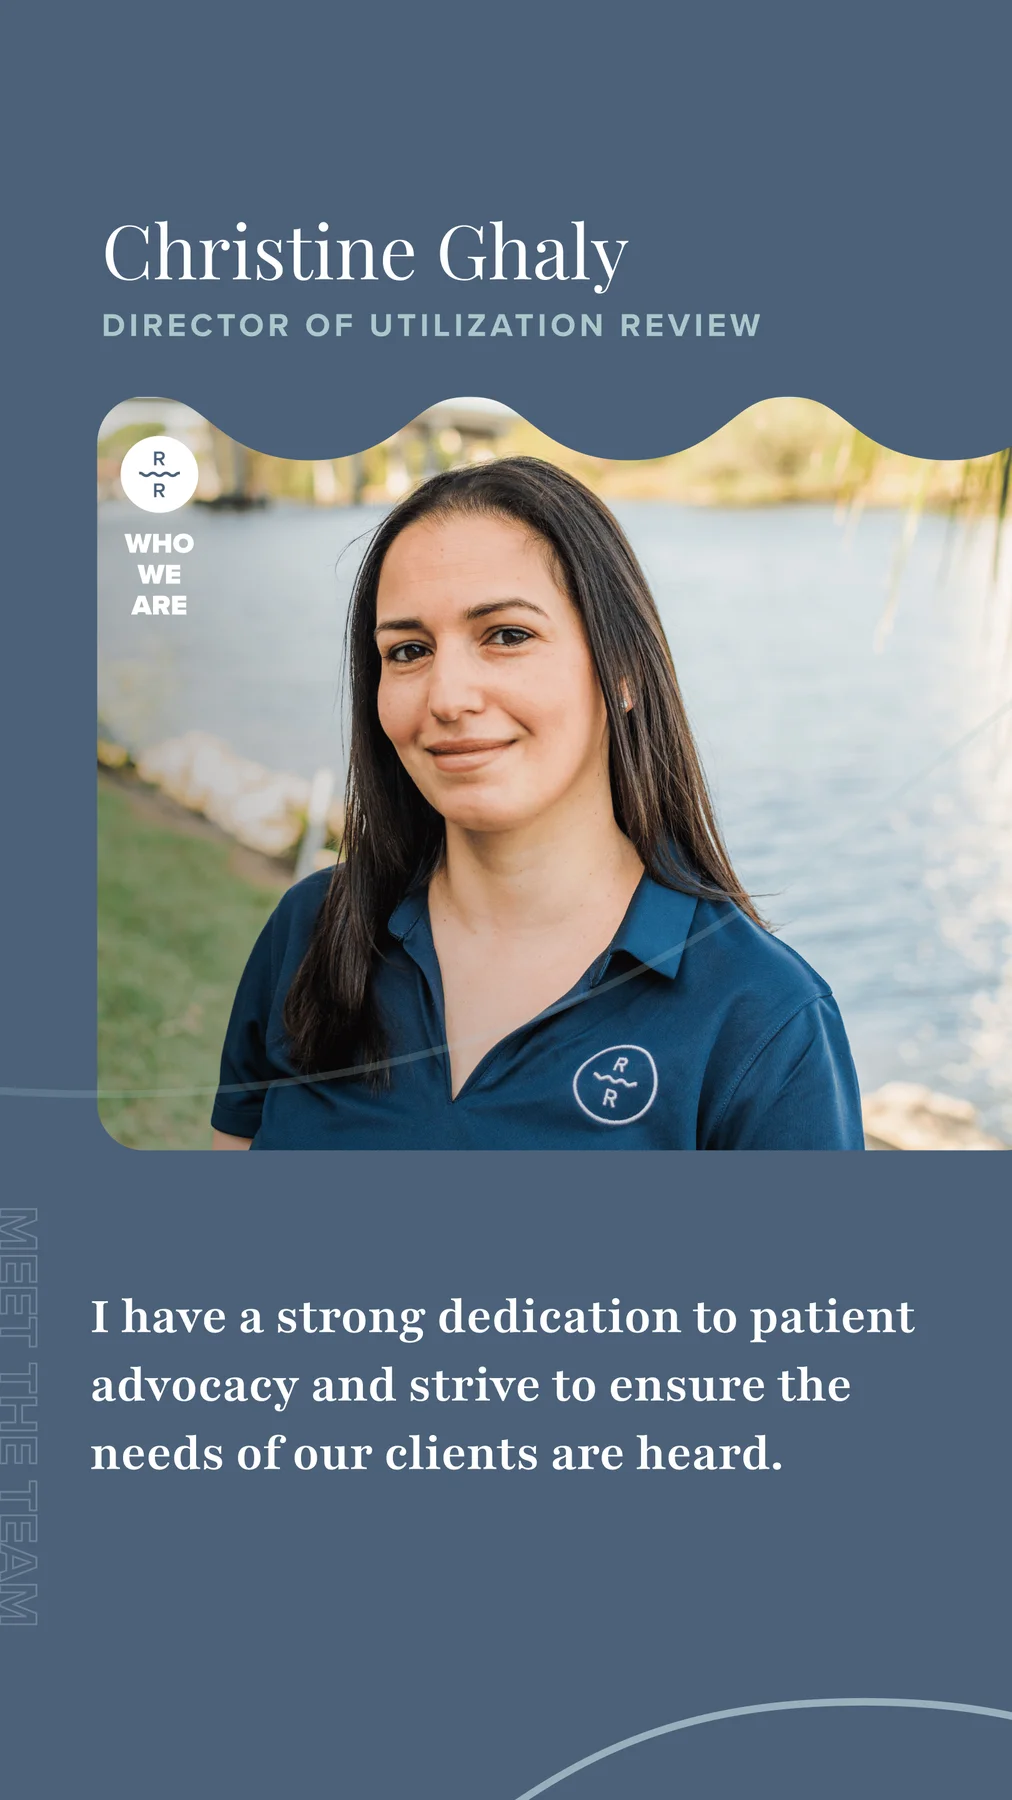 Christine Ghaly
DIRECTOR OF UTILIZATION REVIEW
R
R
WHO
WE
ARE
R
R
MEET THE TEAM
I have a strong dedication to patient
advocacy and strive to ensure the
needs of our clients are heard.